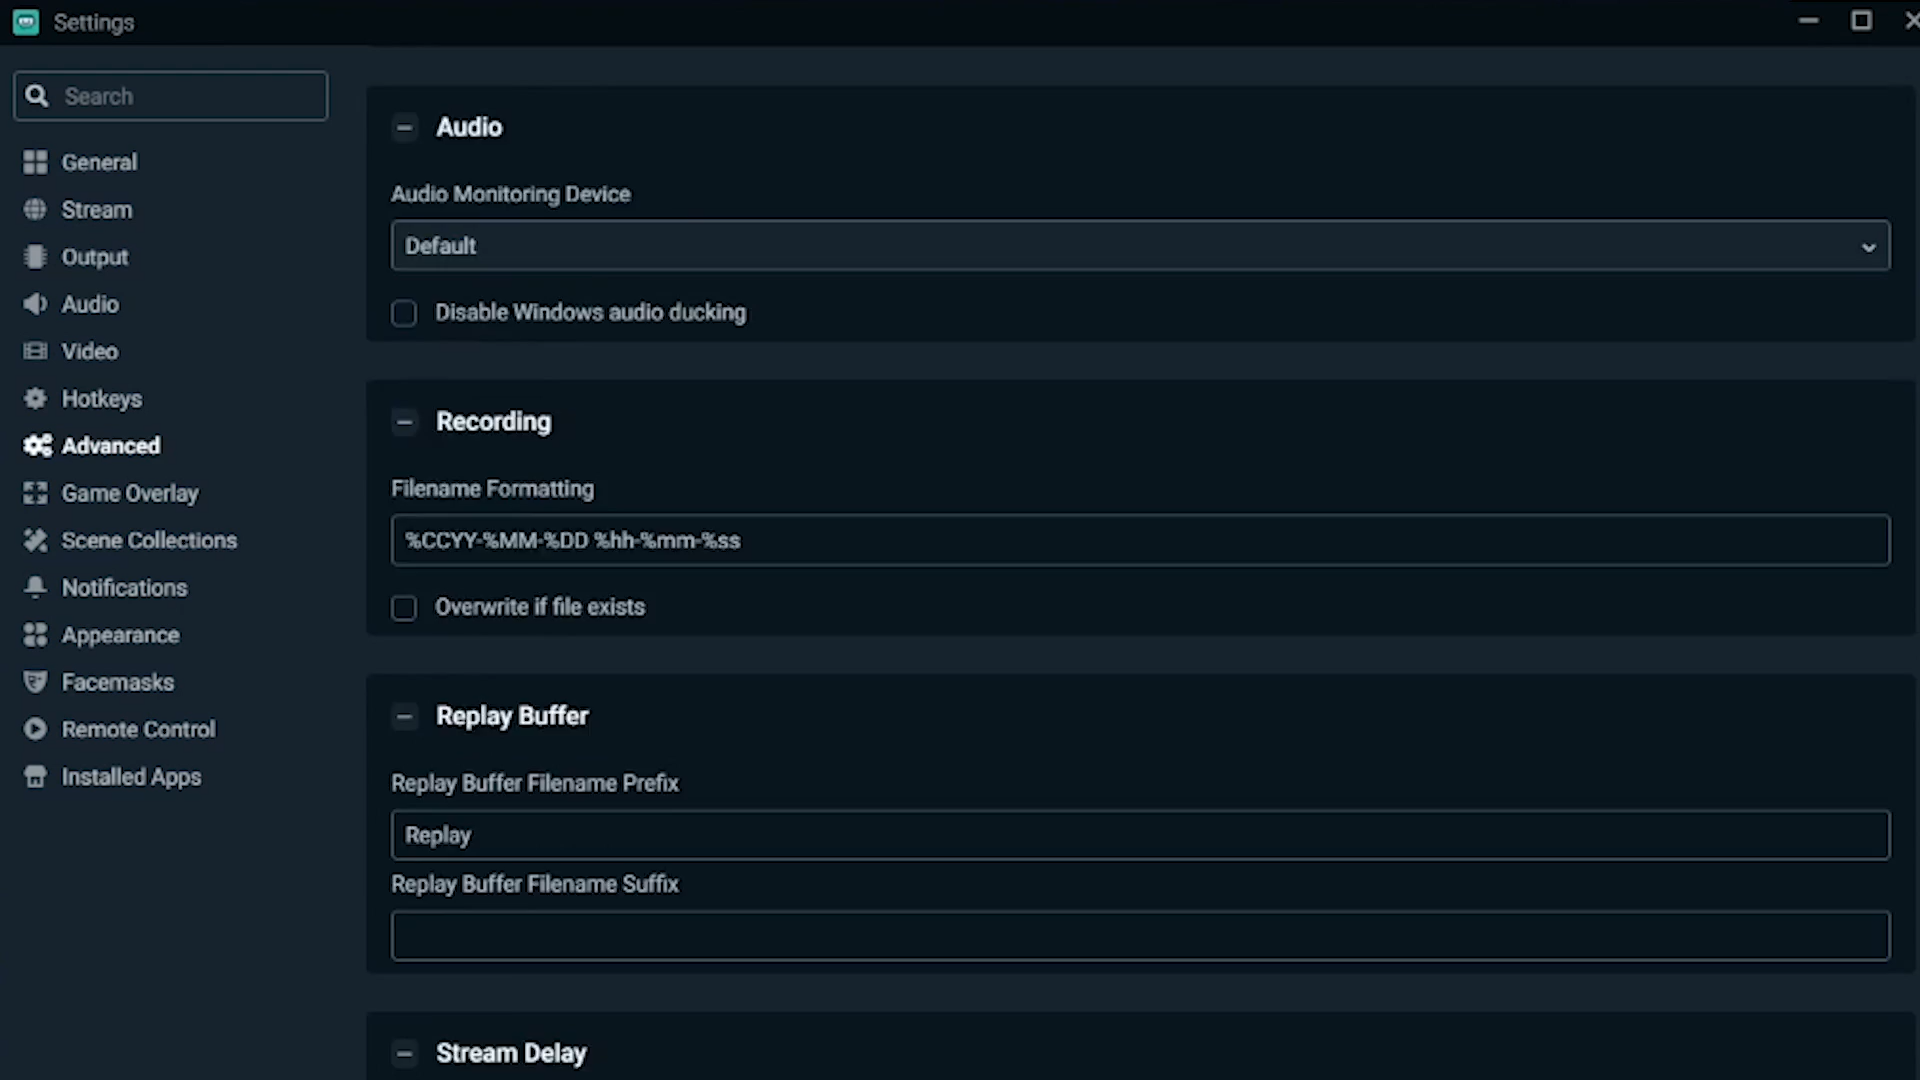 Settings
Search
General
Stream
Output
Audio
Video
Hotkeys
Advanced
Game Overlay
Scene Collections
Notifications
Appearance
Facemasks
Remote Control
Installed Apps
Audio
Audio Monitoring Device
Default
Disable Windows audio ducking
Recording
Filename Formatting
%CCYY-%MM-%DD %hh-%mm-%ss
Overwrite if file exists
Replay Buffer
Replay Buffer Filename Prefix
Replay
Replay Buffer Filename Suffix
Stream Delay